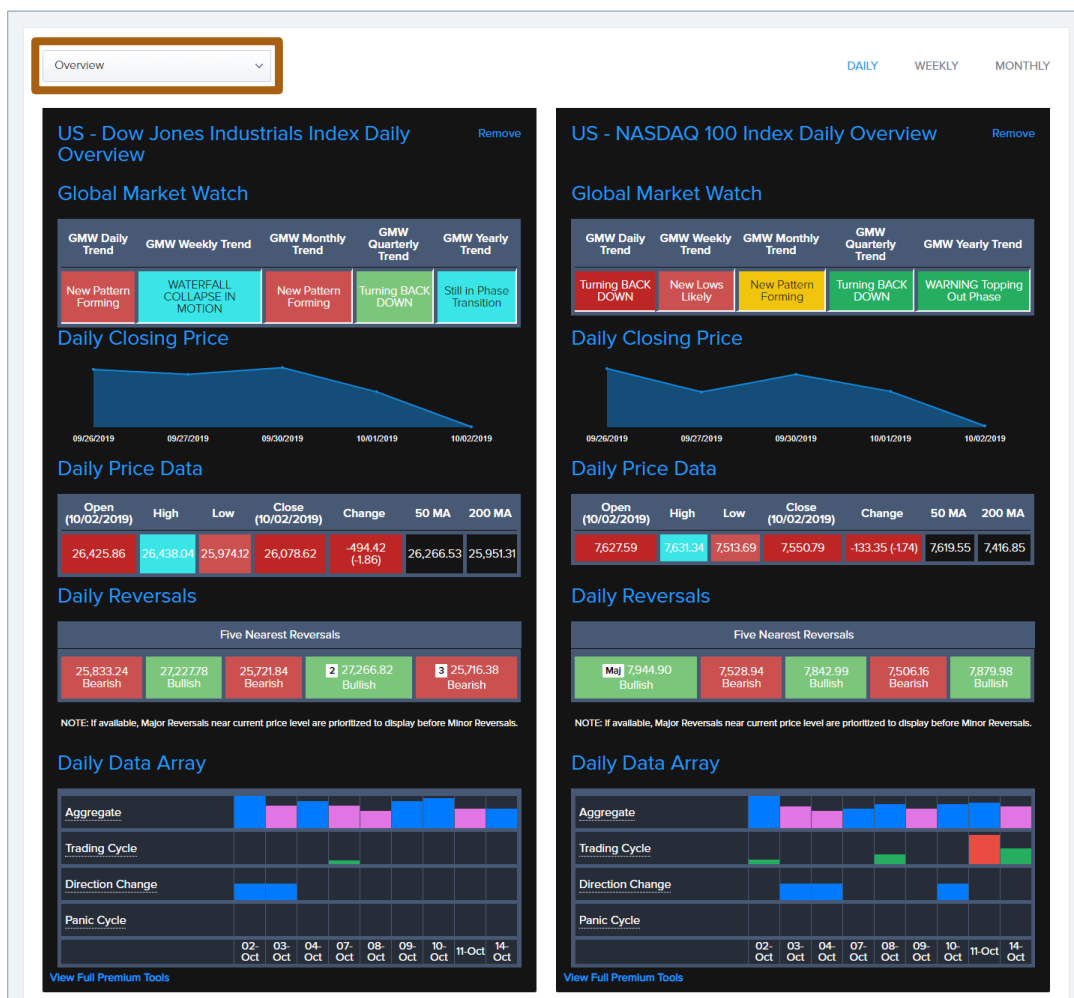 Overview
DAILY WEEKLY MONTHLY
US - Dow Jones Industrials Index Daily
Overview
Remove
Global Market Watch
GMW Daily Trend GMW Weekly Trend GMW Monthly Trend GMW Quarterly Trend GMW Yearly Trend
New Pattern Forming WATERFALL COLLAPSE IN MOTION New Pattern Forming Turning BACK DOWN Still in Phase Transition
Daily Closing Price
09/26/2019 09/27/2019 09/30/2019 10/01/2019 10/02/2019
Daily Price Data
Open (10/02/2019) High Low Close (10/02/2019) Change 50 MA 200 MA
26,425.86 26,438.04 25,974.12 26,078.62 -494.42 (-1.86) 26,266.53 25,951.31
Daily Reversals
Five Nearest Reversals
25,833.24 Bearish 27,227.78 Bullish 25,721.84 Bearish 2 27,266.82 Bullish 3 25,716.38 Bearish
NOTE: If available, Major Reversals near current price level are prioritized to display before Minor Reversals.
Daily Data Array
Aggregate
Trading Cycle
Direction Change
Panic Cycle
02-Oct 03-Oct 04-Oct 07-Oct 08-Oct 09-Oct 10-Oct 11-Oct 14-Oct
View Full Premium Tools
US - NASDAQ 100 Index Daily Overview
Remove
Global Market Watch
GMW Daily Trend GMW Weekly Trend GMW Monthly Trend GMW Quarterly Trend GMW Yearly Trend
Turning BACK DOWN New Lows Likely New Pattern Forming Turning BACK DOWN WARNING Topping Out Phase
Daily Closing Price
09/26/2019 09/27/2019 09/30/2019 10/01/2019 10/02/2019
Daily Price Data
Open (10/02/2019) High Low Close (10/02/2019) Change 50 MA 200 MA
7,627.59 7,631.34 7,513.69 7,550.79 -133.35 (-1.74) 7,619.55 7,416.85
Daily Reversals
Five Nearest Reversals
Maj 7,944.90 Bullish 7,528.94 Bearish 7,842.99 Bullish 7,506.16 Bearish 7,879.98 Bullish
NOTE: If available, Major Reversals near current price level are prioritized to display before Minor Reversals.
Daily Data Array
Aggregate
Trading Cycle
Direction Change
Panic Cycle
02-Oct 03-Oct 04-Oct 07-Oct 08-Oct 09-Oct 10-Oct 11-Oct 14-Oct
View Full Premium Tools